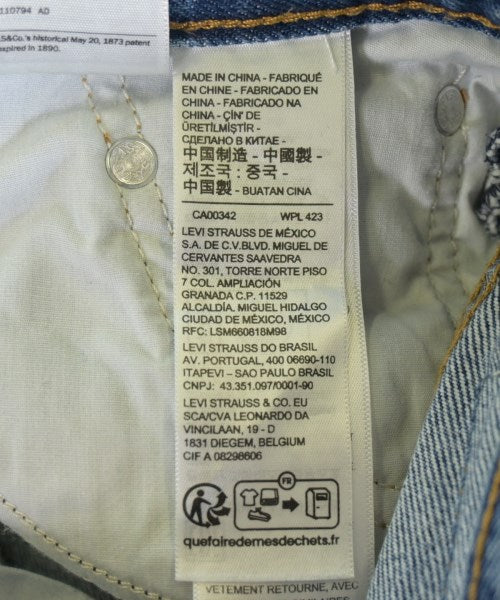 110794 AD
S&Co.'s historical May 20, 1873 patent
expired in 1890.
MADE IN CHINA - FABRIQUÉ
EN CHINE - FABRICADO EN
CHINA - FABRICADO NA
CHINA - ÇİN' DE
ÜRETİLMİŞTİR -
СДЕЛАНО В КИТАЕ -
中国制造 - 中國製 -
제조국 : 중국 -
中国製 - BUATAN CINA
CA00342 WPL 423
LEVI STRAUSS DE MÉXICO
S.A. DE C.V.BLVD. MIGUEL DE
CERVANTES SAAVEDRA
NO. 301, TORRE NORTE PISO
7 COL. AMPLIACIÓN
GRANADA C.P. 11529
ALCALDÍA. MIGUEL HIDALGO
CIUDAD DE MÉXICO, MÉXICO
RFC: LSM660818M98
LEVI STRAUSS DO BRASIL
AV. PORTUGAL, 400 06690-110
ITAPEVI – SAO PAULO BRASIL
CNPJ: 43.351.097/0001-90
LEVI STRAUSS & CO. EU
SCA/CVA LEONARDO DA
VINCILAAN, 19 - D
1831 DIEGEM, BELGIUM
CIF A 08298606
FR
quefairedemesdechets.fr
VETEMENT RETOURNE, AVEC